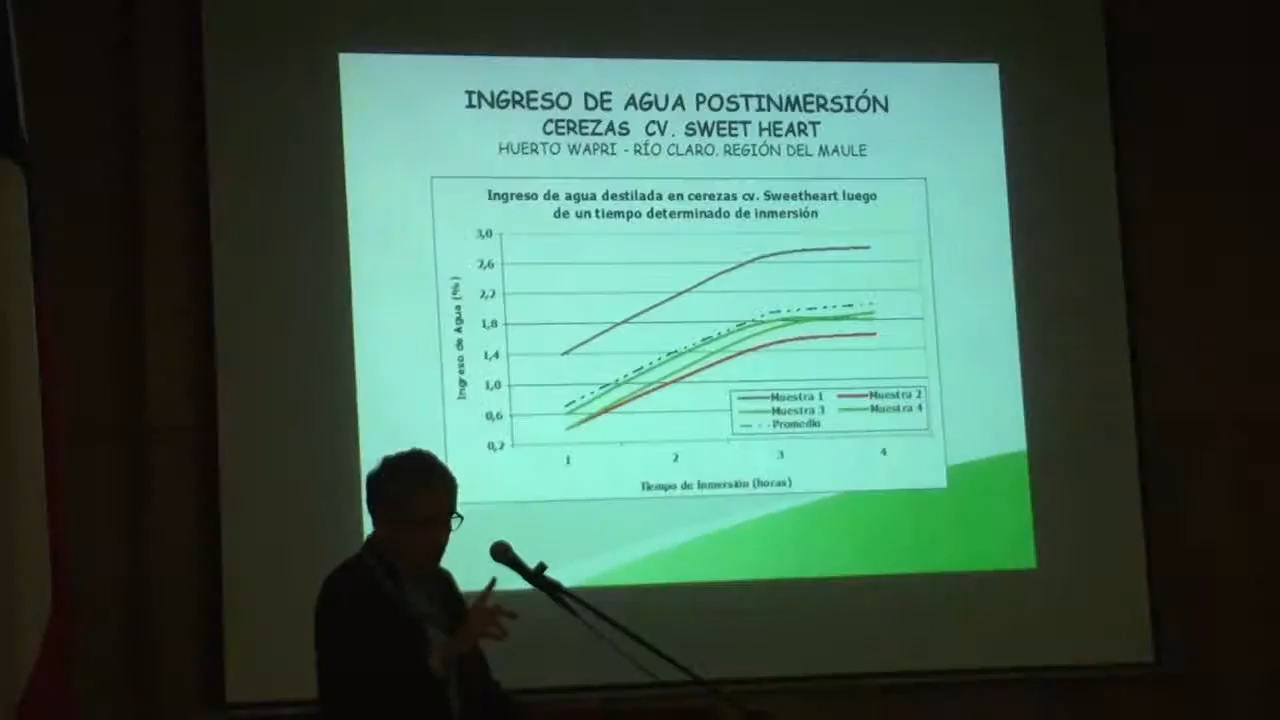 INGRESO DE AGUA POSTINMERSIÓN
CEREZAS CV. SWEET HEART
HUERTO WAPRI - RÍO CLARO. REGIÓN DEL MAULE
Ingreso de agua destilada en cerezas cv. Sweetheart luego
de un tiempo determinado de inmersión
Ingreso de Agua (%)
3,0
2,6
2,2
1,8
1,4
1,0
0,6
0,2
Muestra 1 Muestra 2
Muestra 3 Muestra 4
Promedio
1 2 3 4
Tiempo de Inmersión (horas)